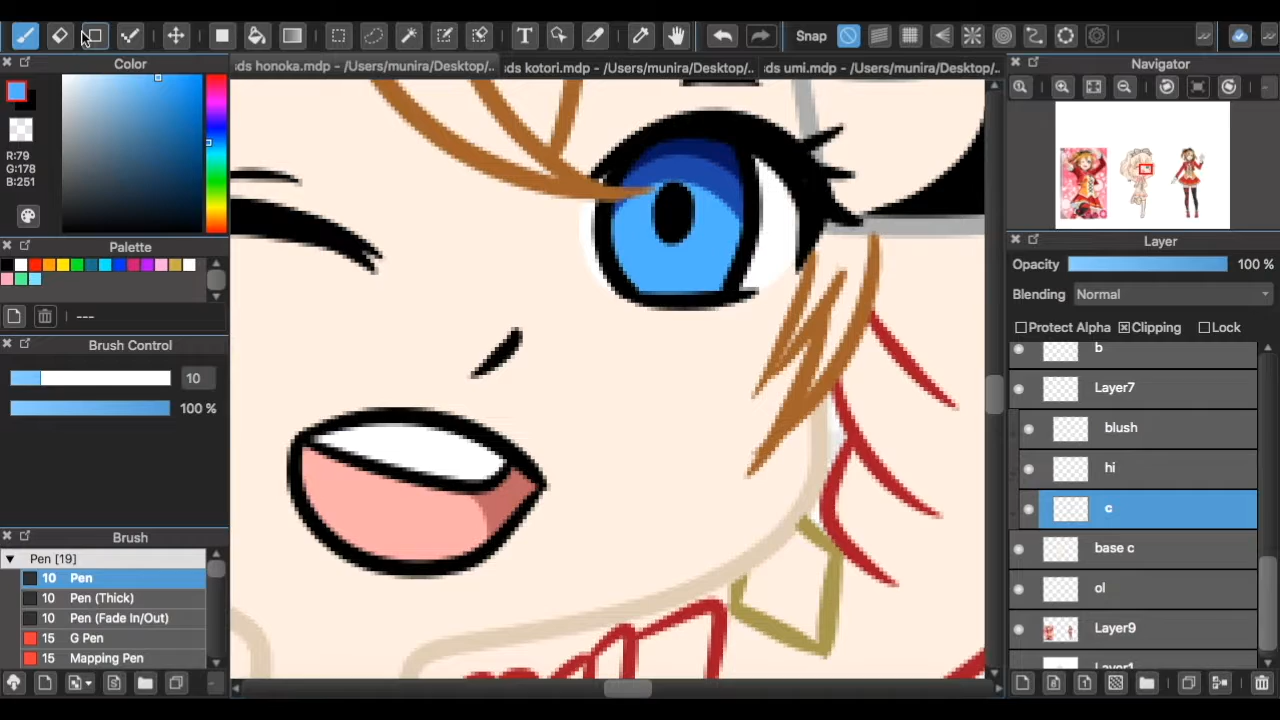 T
Snap
Color
ds honoka.mdp - /Users/munira/Desktop/...
ds kotori.mdp - /Users/munira/Desktop/..
ds umi.mdp - /Users/munira/Desktop/...
Navigator
R:79
G:178
B:251
Palette
---
Brush Control
10
100 %
Brush
Pen [19]
10 Pen
10 Pen (Thick)
10 Pen (Fade In/Out)
15 G Pen
15 Mapping Pen
Layer
Opacity 100 %
Blending Normal
Protect Alpha Clipping Lock
b
Layer7
blush
hi
c
base c
ol
Layer9
Layer1